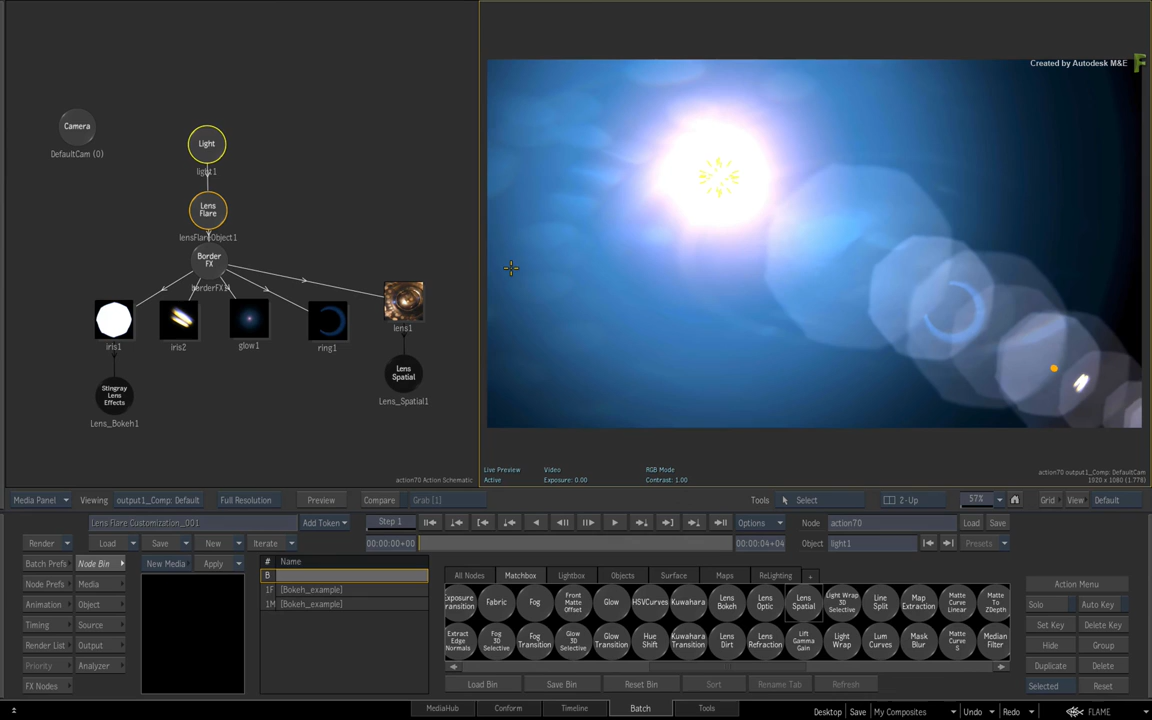 Created by Autodesk M&E
Camera
DefaultCam (0)
Light
light1
Lens
Flare
lensFlareObject1
Border
FX
iris1
iris2
glow1
ring1
lens1
Stingray
Lens
Effects
Lens_Bokeh1
Lens
Spatial
Lens_Spatial1
action70 Action Schematic
Live Preview
Active
Video
Exposure: 0.00
RGB Mode
Contrast: 1.00
action70 output1_Comp: DefaultCam
1920 x 1080 (1.778)
Media Panel
Viewing
output1_Comp: Default
Full Resolution
Preview
Compare
Grab [1]
Tools
Select
2-Up
57%
Grid
View
Default
Lens Flare Customization_001
Add Token
Step 1
Options
Node
action70
Load
Save
Render
Load
Save
New
Iterate
00:00:00+00
00:00:04+04
Object
light1
Presets
Batch Prefs
Node Bin
New Media
Apply
# Name
B
1F [Bokeh_example]
1M [Bokeh_example]
Node Prefs
Media
Animation
Object
Timing
Source
Render List
Output
Priority
Analyzer
FX Nodes
All Nodes
Matchbox
Lightbox
Objects
Surface
Maps
ReLighting
+
Exposure
Transition
Fabric
Fog
Front
Matte
Offset
Glow
HSVCurves
Kuwahara
Lens
Bokeh
Lens
Optic
Lens
Spatial
Light Wrap
3D
Selective
Line
Split
Map
Extraction
Matte
Curve
Linear
Matte
To
ZDepth
Extract
Edge
Normals
Fog 3D
Selective
Fog
Transition
Glow 3D
Selective
Glow
Transition
Hue
Shift
Kuwahara
Transition
Lens
Dirt
Lens
Refraction
Lift
Gamma
Gain
Light
Wrap
Lum
Curves
Mask
Blur
Matte
Curve
S
Median
Filter
Load Bin
Save Bin
Reset Bin
Sort
Rename Tab
Refresh
Action Menu
Solo
Auto Key
Set Key
Delete Key
Hide
Group
Duplicate
Delete
Selected
Reset
MediaHub
Conform
Timeline
Batch
Tools
Desktop
Save
My Composites
Undo
Redo
FLAME